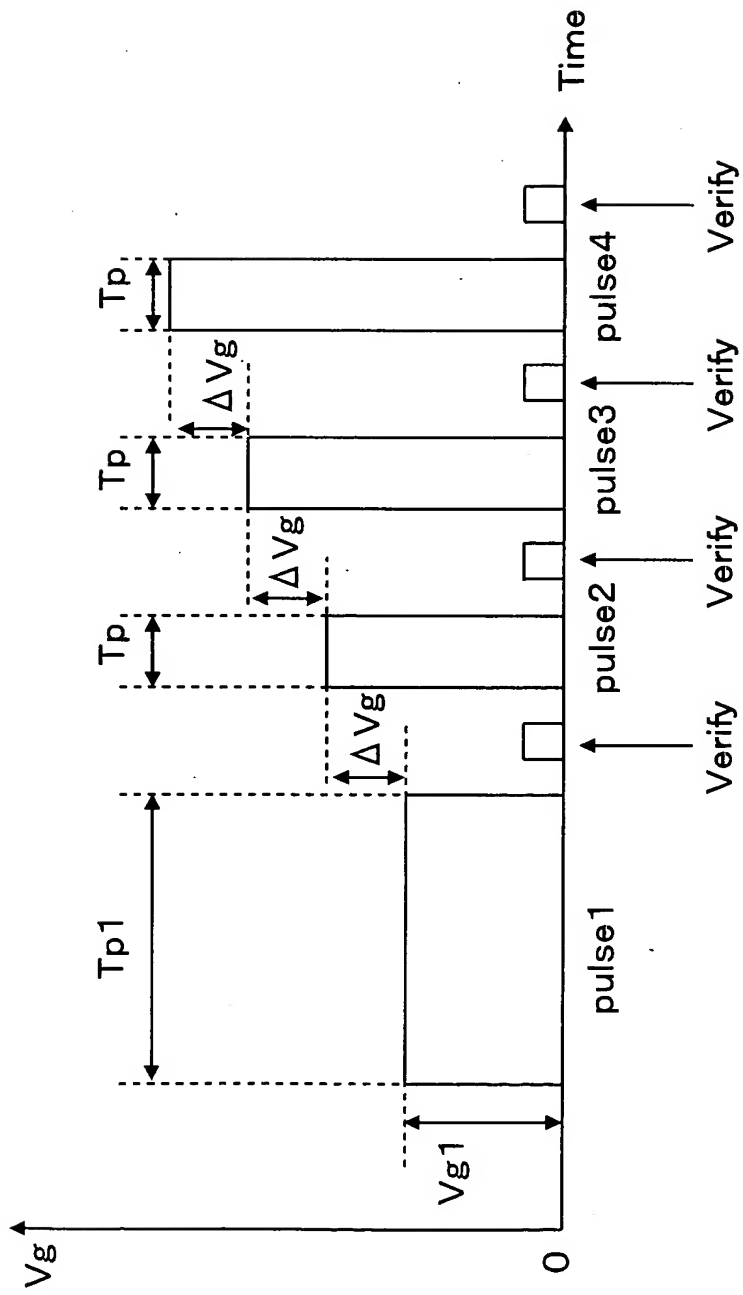 Vg
Tp1
Tp
Tp
Tp
Vg1
ΔVg
ΔVg
ΔVg
0
Time
pulse1
pulse2
pulse3
pulse4
Verify
Verify
Verify
Verify